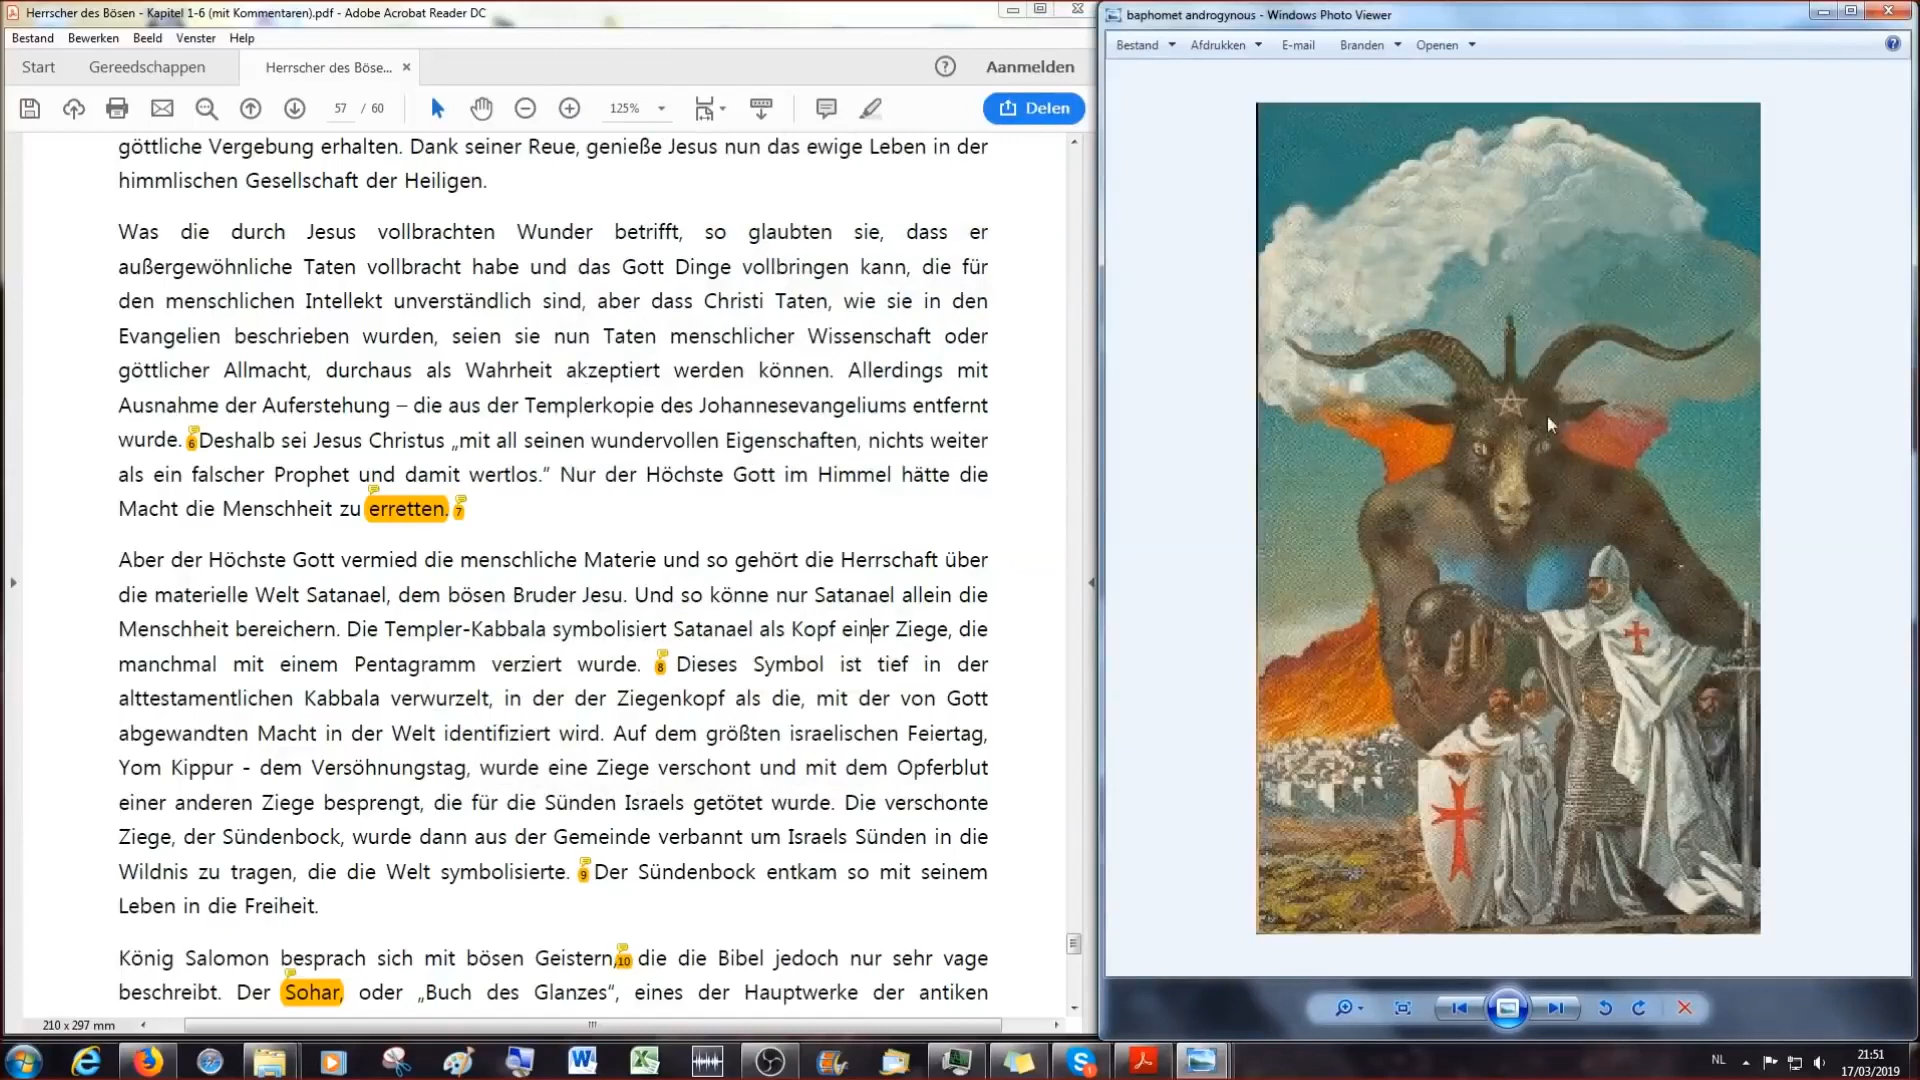 Herrscher des Bösen - Kapitel 1-6 (mit Kommentaren).pdf - Adobe Acrobat Reader DC
Bestand Bewerken Beeld Venster Help
Start Gereedschappen Herrscher des Böse... × Aanmelden
57 / 60 125% Delen
göttliche Vergebung erhalten. Dank seiner Reue, genieße Jesus nun das ewige Leben in der
himmlischen Gesellschaft der Heiligen.
Was die durch Jesus vollbrachten Wunder betrifft, so glaubten sie, dass er
außergewöhnliche Taten vollbracht habe und das Gott Dinge vollbringen kann, die für
den menschlichen Intellekt unverständlich sind, aber dass Christi Taten, wie sie in den
Evangelien beschrieben wurden, seien sie nun Taten menschlicher Wissenschaft oder
göttlicher Allmacht, durchaus als Wahrheit akzeptiert werden können. Allerdings mit
Ausnahme der Auferstehung – die aus der Templerkopie des Johannesevangeliums entfernt
wurde. 6 Deshalb sei Jesus Christus „mit all seinen wundervollen Eigenschaften, nichts weiter
als ein falscher Prophet und damit wertlos.“ Nur der Höchste Gott im Himmel hätte die
Macht die Menschheit zu erretten. 7
Aber der Höchste Gott vermied die menschliche Materie und so gehört die Herrschaft über
die materielle Welt Satanael, dem bösen Bruder Jesu. Und so könne nur Satanael allein die
Menschheit bereichern. Die Templer-Kabbala symbolisiert Satanael als Kopf einer Ziege, die
manchmal mit einem Pentagramm verziert wurde. 8 Dieses Symbol ist tief in der
alttestamentlichen Kabbala verwurzelt, in der der Ziegenkopf als die, mit der von Gott
abgewandten Macht in der Welt identifiziert wird. Auf dem größten israelischen Feiertag,
Yom Kippur - dem Versöhnungstag, wurde eine Ziege verschont und mit dem Opferblut
einer anderen Ziege besprengt, die für die Sünden Israels getötet wurde. Die verschonte
Ziege, der Sündenbock, wurde dann aus der Gemeinde verbannt um Israels Sünden in die
Wildnis zu tragen, die die Welt symbolisierte. 9 Der Sündenbock entkam so mit seinem
Leben in die Freiheit.
König Salomon besprach sich mit bösen Geistern, 10 die die Bibel jedoch nur sehr vage
beschreibt. Der Sohar, oder „Buch des Glanzes“, eines der Hauptwerke der antiken
210 x 297 mm
baphomet androgynous - Windows Photo Viewer
Bestand Afdrukken E-mail Branden Openen
NL 21:51
17/03/2019